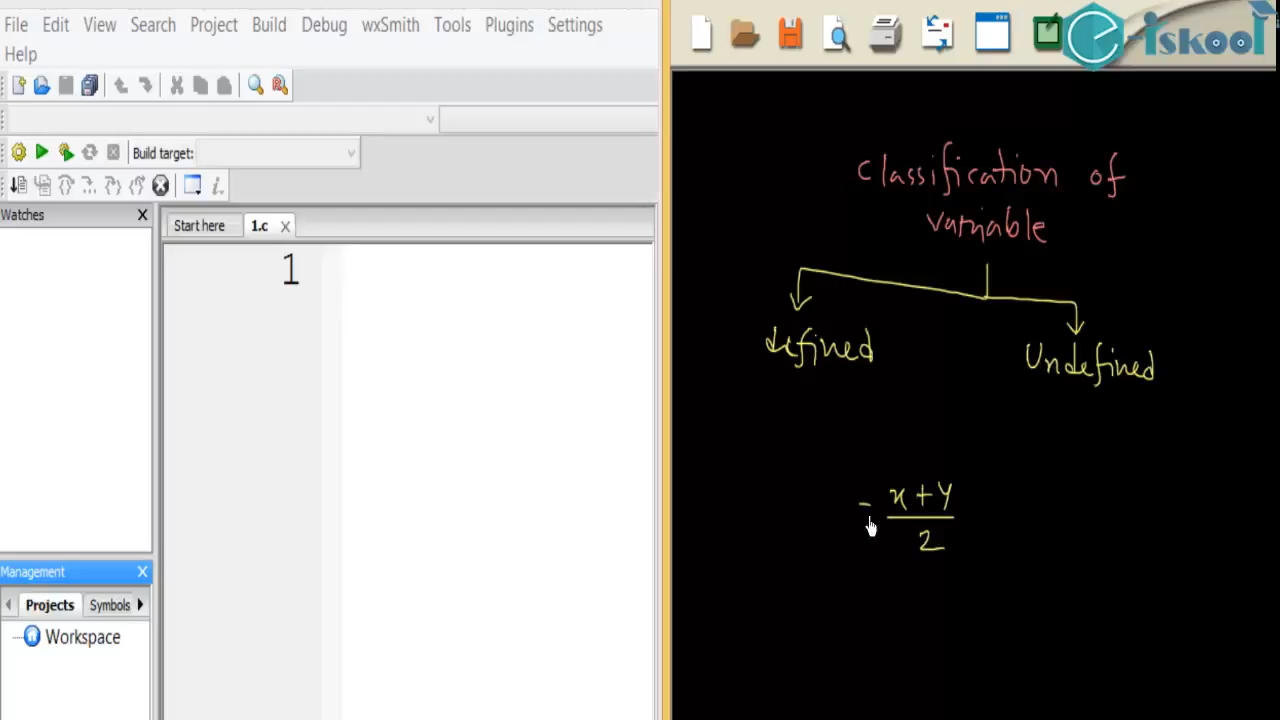 File Edit View Search Project Build Debug wxSmith Tools Plugins Settings
Help
Build target:
Watches X
Start here 1.c X
1
Management X
Projects Symbols
Workspace
e-iskool
Classification of
variable
defined Undefined
- x+y
2